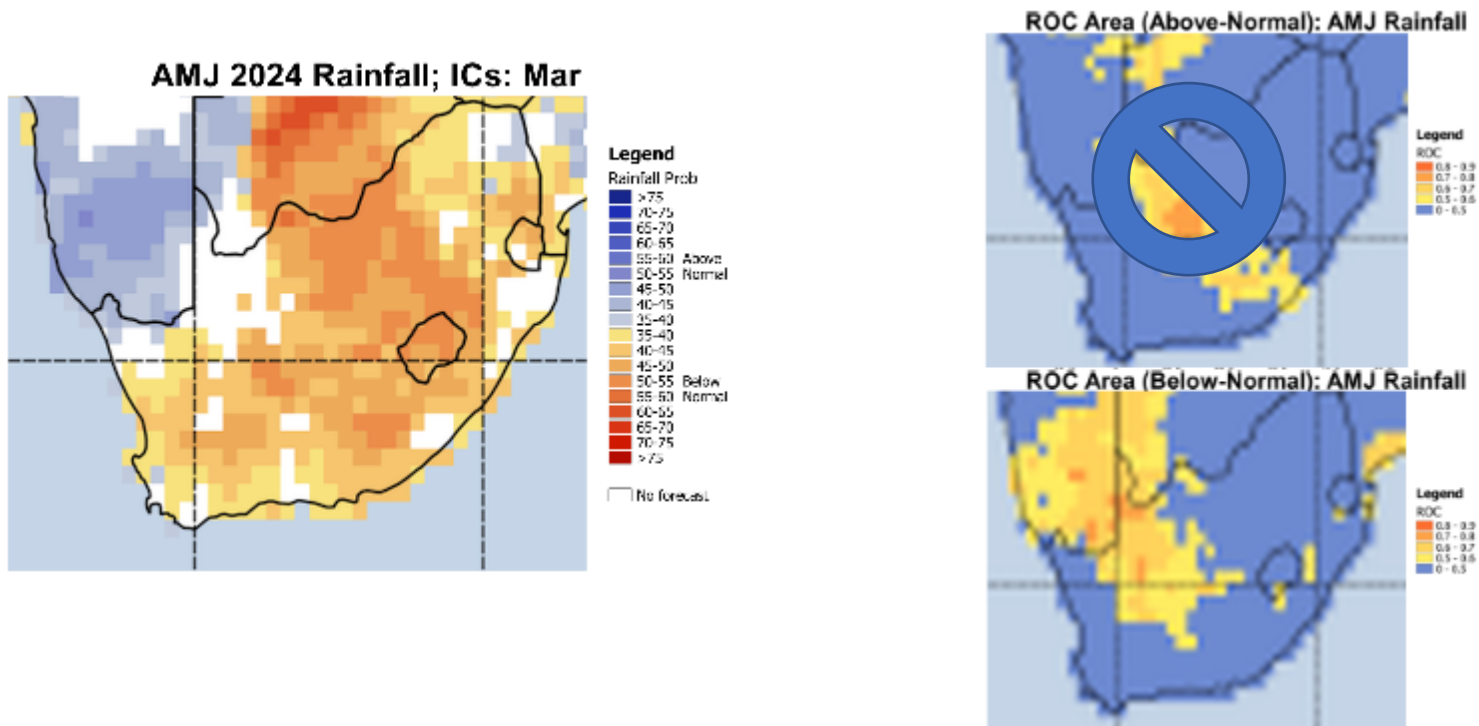 AMJ 2024 Rainfall; ICs: Mar
Legend
Rainfall Prob
>75
70-75
65-70
60-65
55-60 Above
50-55 Normal
45-50
40-45
35-40
35-40
40-45
45-50
50-55 Below
55-60 Normal
60-65
65-70
70-75
>75
No forecast
ROC Area (Above-Normal): AMJ Rainfall
Legend
ROC
0.8 - 0.9
0.7 - 0.8
0.6 - 0.7
0.5 - 0.6
0 - 0.5
ROC Area (Below-Normal): AMJ Rainfall
Legend
ROC
0.8 - 0.9
0.7 - 0.8
0.6 - 0.7
0.5 - 0.6
0 - 0.5